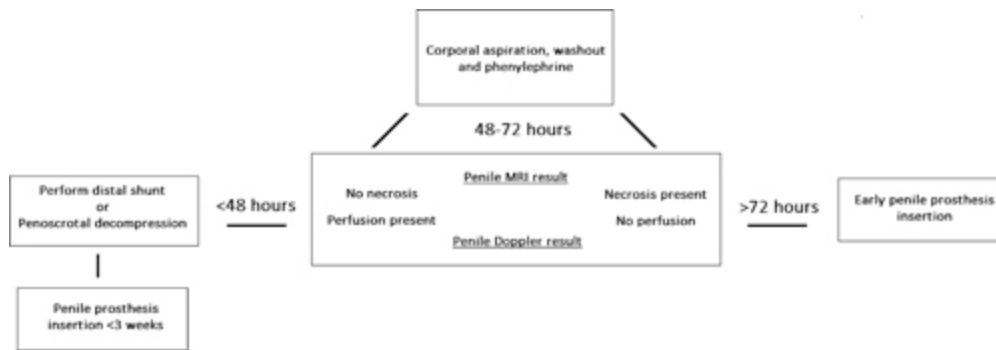 Corporal aspiration, washout
and phenylephrine
48-72 hours
Penile MRI result
No necrosis
Necrosis present
Perfusion present
No perfusion
Penile Doppler result
<48 hours
Perform distal shunt
or
Penoscrotal decompression
Penile prosthesis
insertion <3 weeks
>72 hours
Early penile prosthesis
insertion